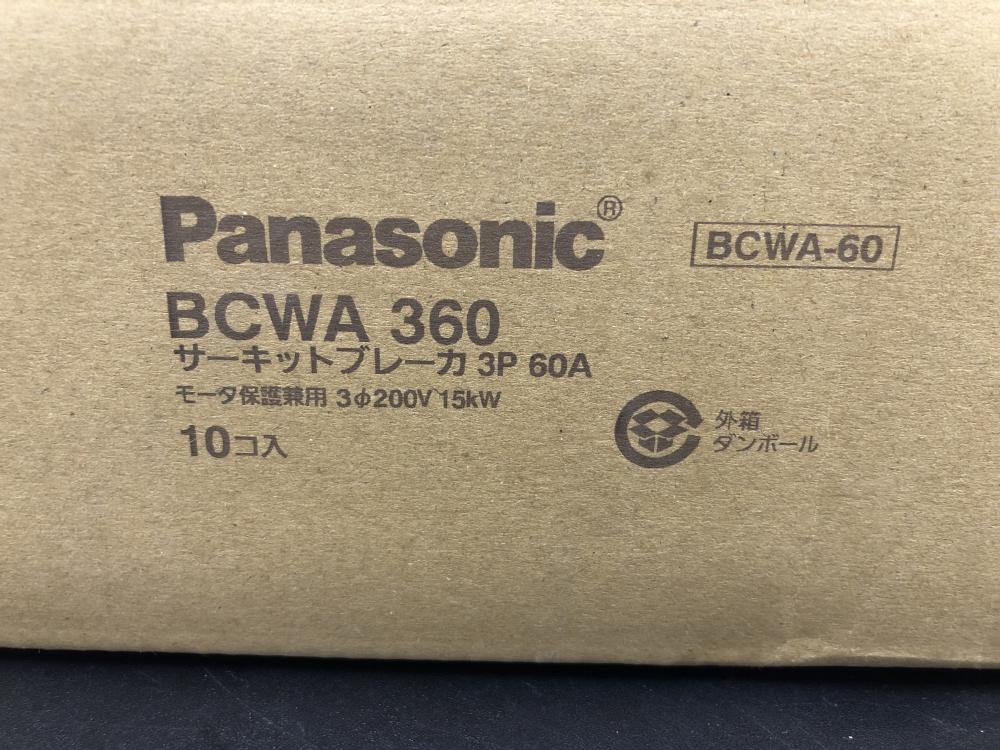 Panasonic®
BCWA-60
BCWA 360
サーキットブレーカ 3P 60A
モータ保護兼用 3φ200V 15kW
10コ入
外箱
ダンボール